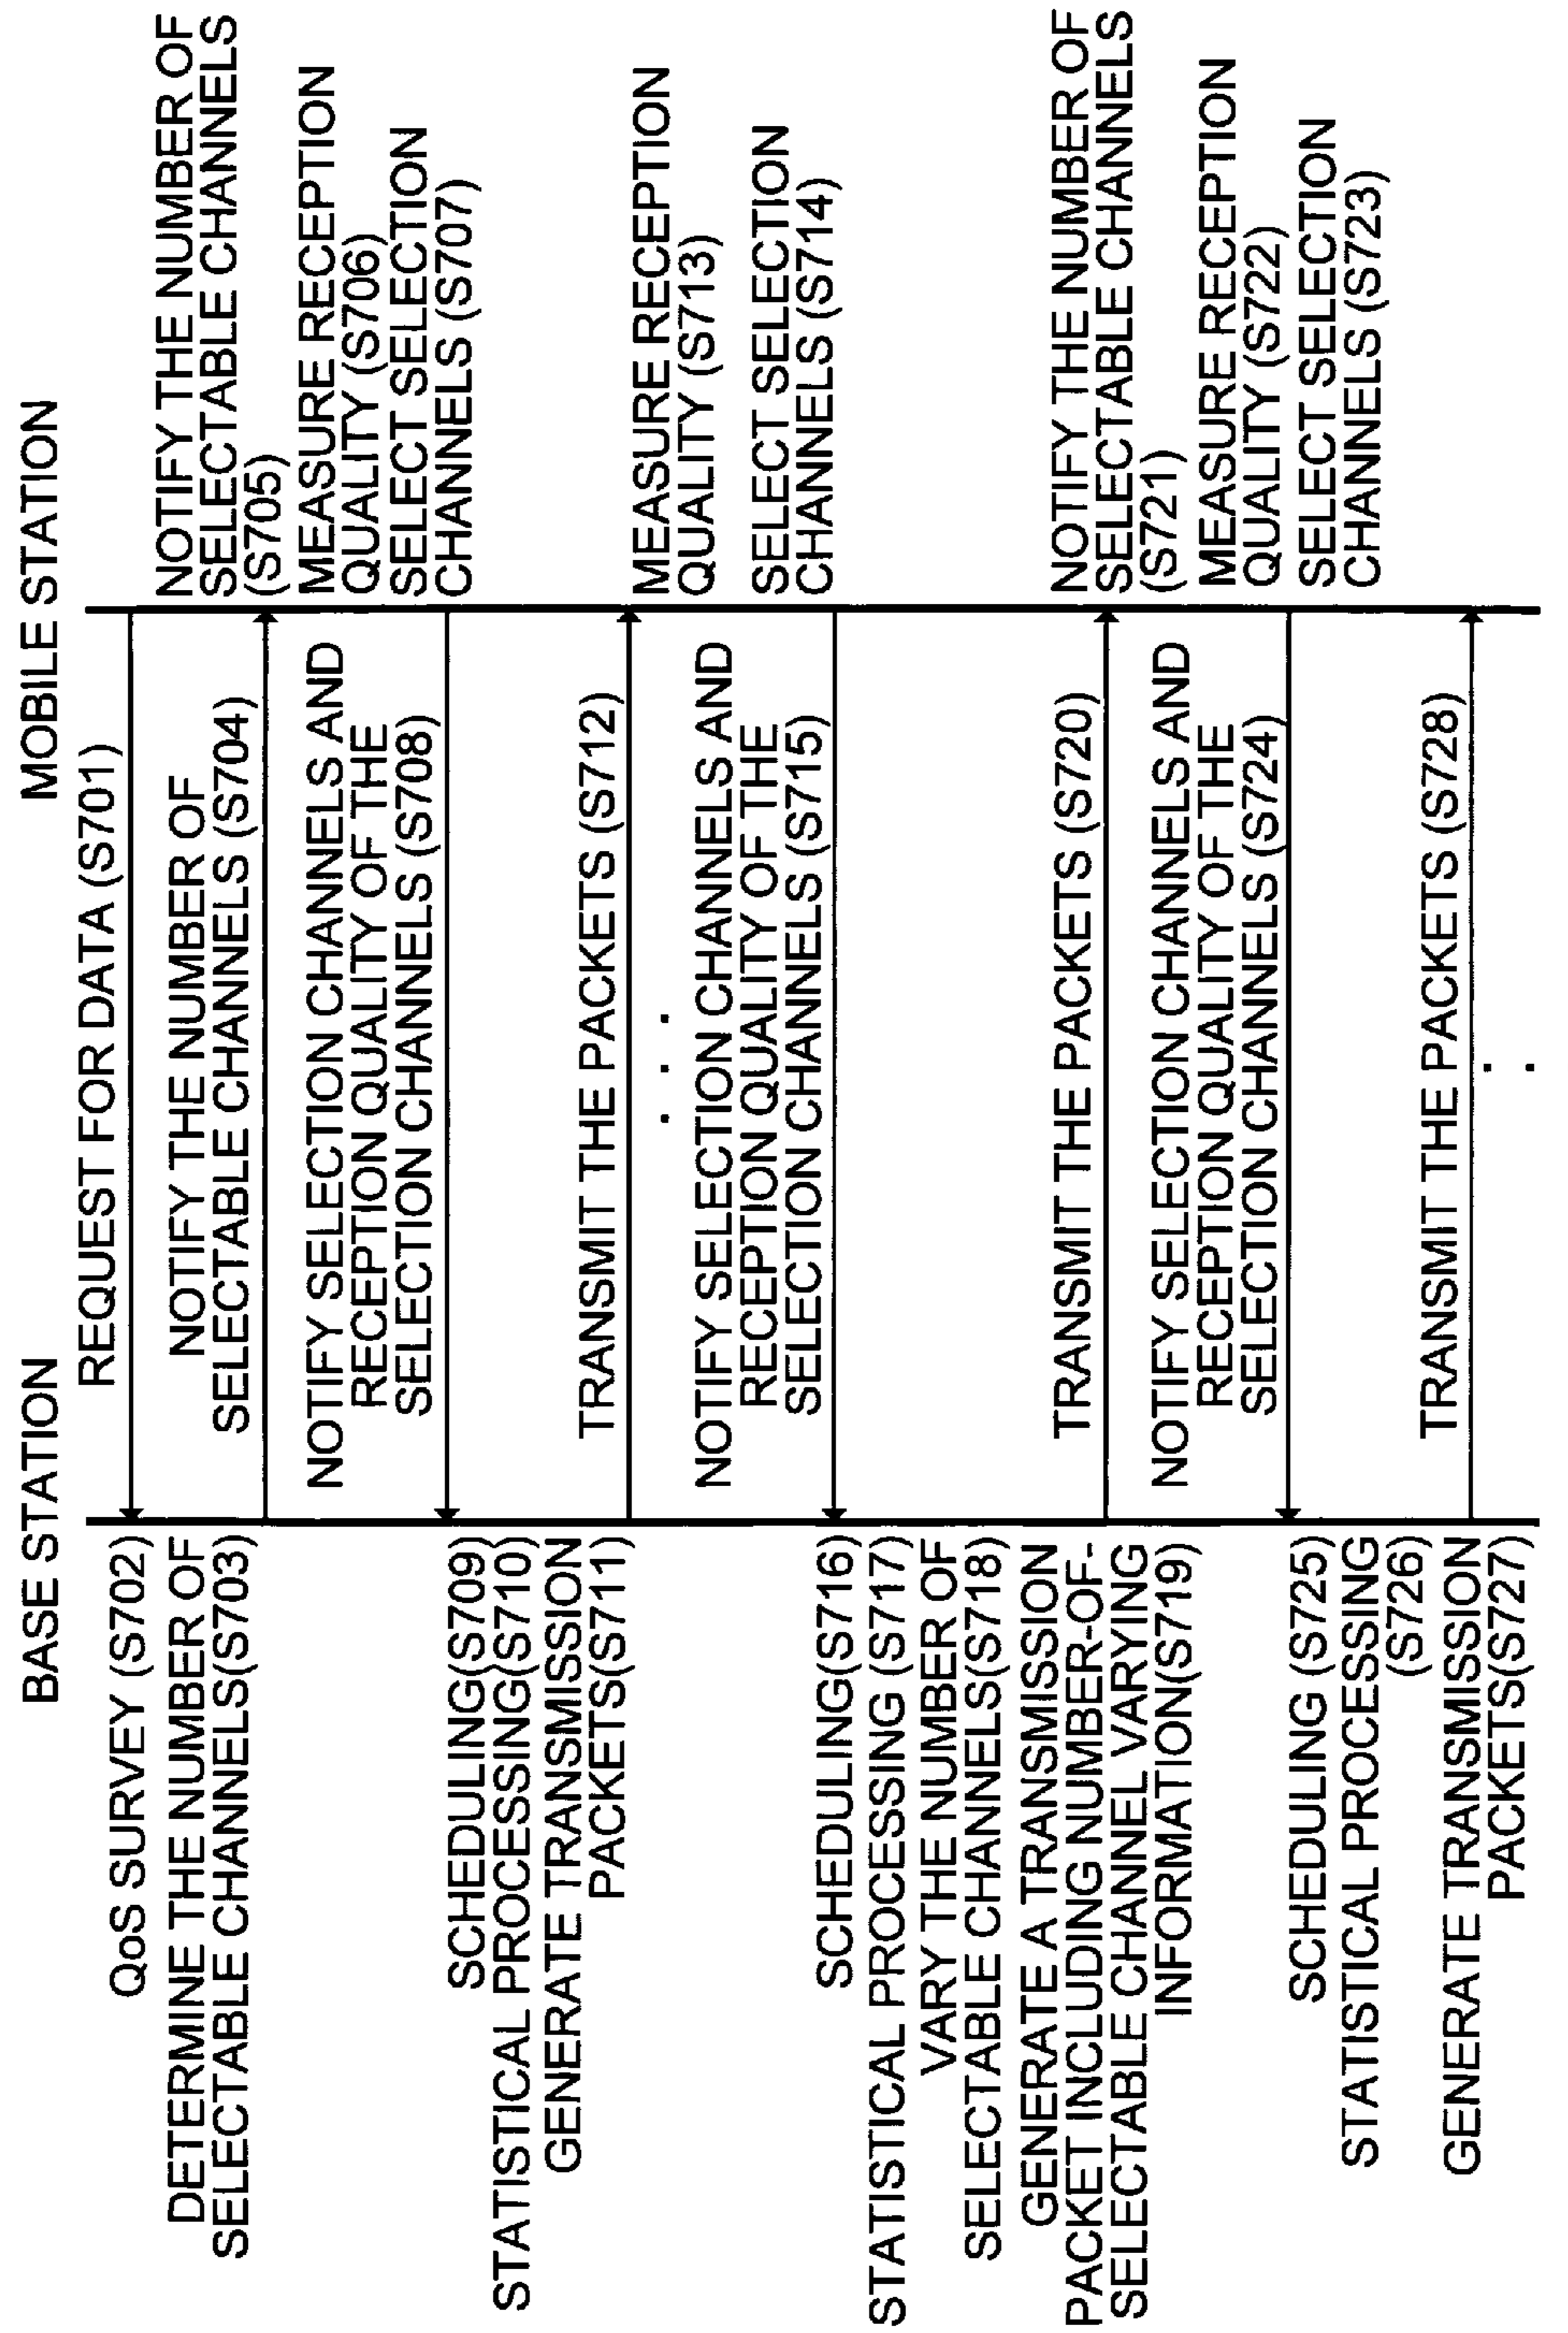 BASE STATION
MOBILE STATION
REQUEST FOR DATA (S701)
QoS SURVEY (S702)
DETERMINE THE NUMBER OF
SELECTABLE CHANNELS(S703)
NOTIFY THE NUMBER OF
SELECTABLE CHANNELS (S704)
NOTIFY THE NUMBER OF
SELECTABLE CHANNELS
(S705)
MEASURE RECEPTION
QUALITY (S706)
SELECT SELECTION
CHANNELS (S707)
NOTIFY SELECTION CHANNELS AND
RECEPTION QUALITY OF THE
SELECTION CHANNELS (S708)
SCHEDULING(S709)
STATISTICAL PROCESSING(S710)
GENERATE TRANSMISSION
PACKETS(S711)
TRANSMIT THE PACKETS (S712)
. . .
MEASURE RECEPTION
QUALITY (S713)
SELECT SELECTION
CHANNELS (S714)
NOTIFY SELECTION CHANNELS AND
RECEPTION QUALITY OF THE
SELECTION CHANNELS (S715)
SCHEDULING(S716)
STATISTICAL PROCESSING (S717)
VARY THE NUMBER OF
SELECTABLE CHANNELS(S718)
GENERATE A TRANSMISSION
PACKET INCLUDING NUMBER-OF-
SELECTABLE CHANNEL VARYING
INFORMATION(S719)
TRANSMIT THE PACKETS (S720)
NOTIFY THE NUMBER OF
SELECTABLE CHANNELS
(S721)
MEASURE RECEPTION
QUALITY (S722)
SELECT SELECTION
CHANNELS (S723)
NOTIFY SELECTION CHANNELS AND
RECEPTION QUALITY OF THE
SELECTION CHANNELS (S724)
SCHEDULING (S725)
STATISTICAL PROCESSING
(S726)
GENERATE TRANSMISSION
PACKETS(S727)
TRANSMIT THE PACKETS (S728)